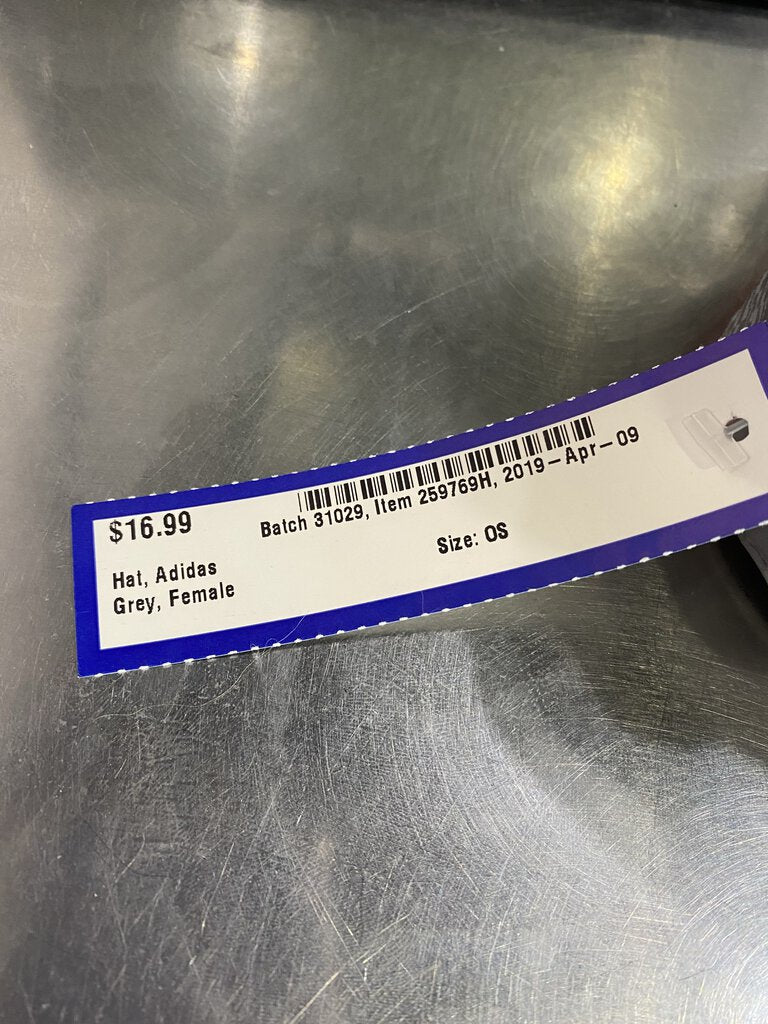 $16.99
Batch 31029, Item 259769H, 2019-Apr-09
Size: OS
Hat, Adidas
Grey, Female